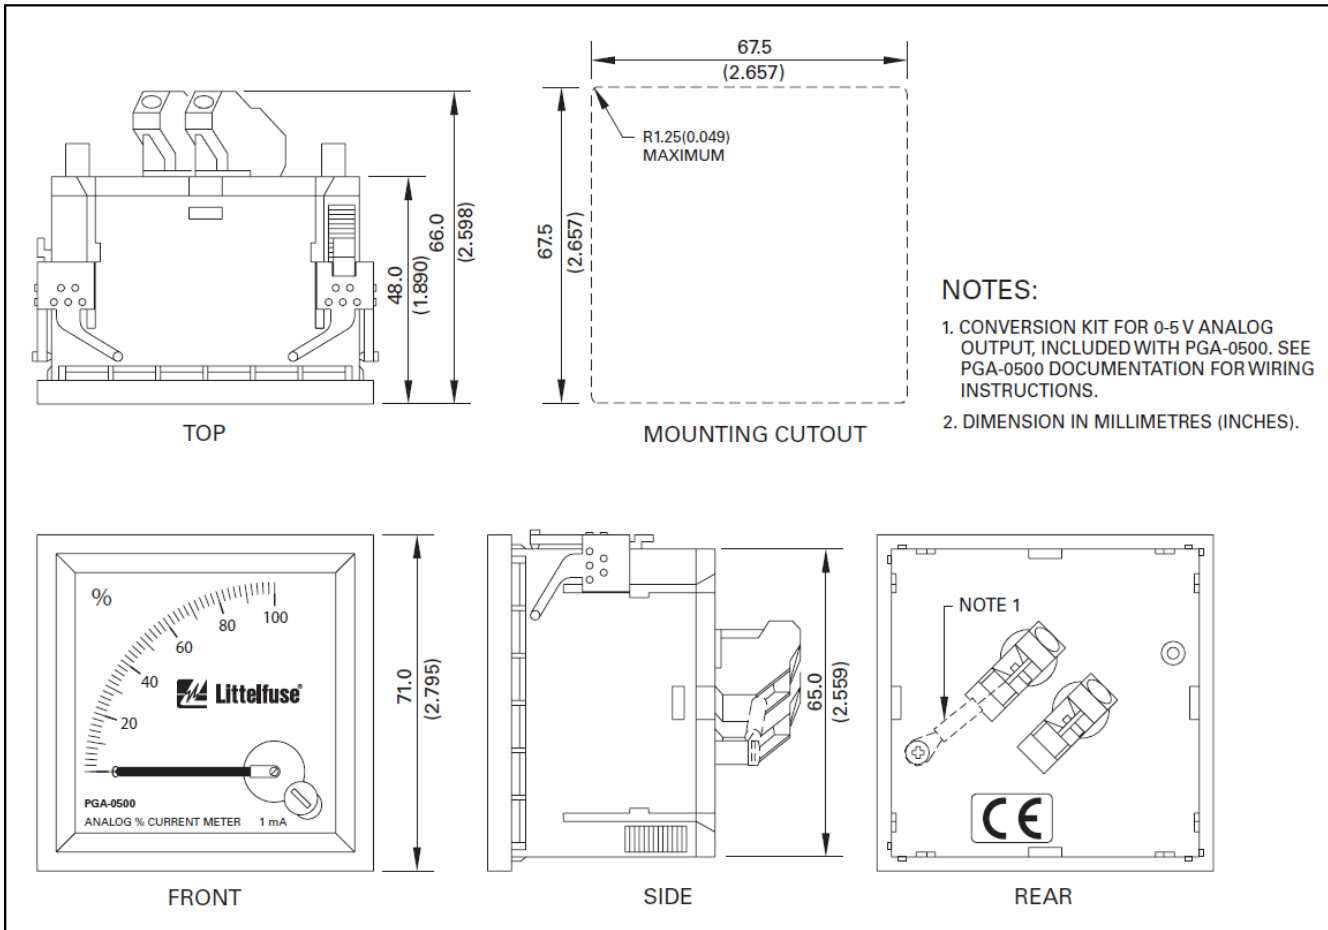 67.5
(2.657)
R1.25(0.049)
MAXIMUM
67.5
(2.657)
48.0
(1.890)
66.0
(2.598)
TOP
MOUNTING CUTOUT
NOTES:
1. CONVERSION KIT FOR 0-5 V ANALOG
OUTPUT, INCLUDED WITH PGA-0500. SEE
PGA-0500 DOCUMENTATION FOR WIRING
INSTRUCTIONS.
2. DIMENSION IN MILLIMETRES (INCHES).
%
20
40
60
80
100
Littelfuse®
PGA-0500
ANALOG % CURRENT METER 1 mA
71.0
(2.795)
FRONT
65.0
(2.559)
SIDE
NOTE 1
CE
REAR